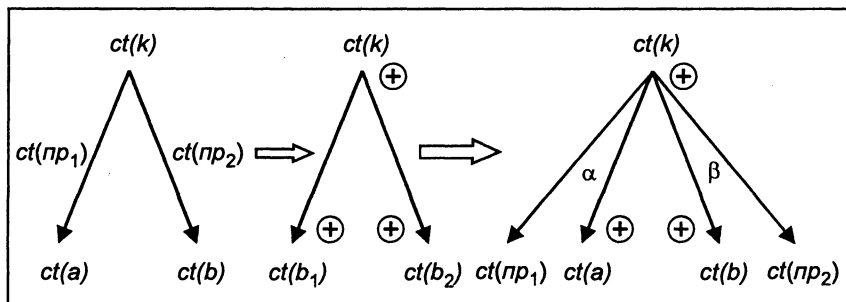 ct(k) ct(k) ct(k)
+ +
ct(пр₁) ct(пр₂) α β
+ + + +
ct(a) ct(b) ct(b₁) ct(b₂) ct(пр₁) ct(a) ct(b) ct(пр₂)